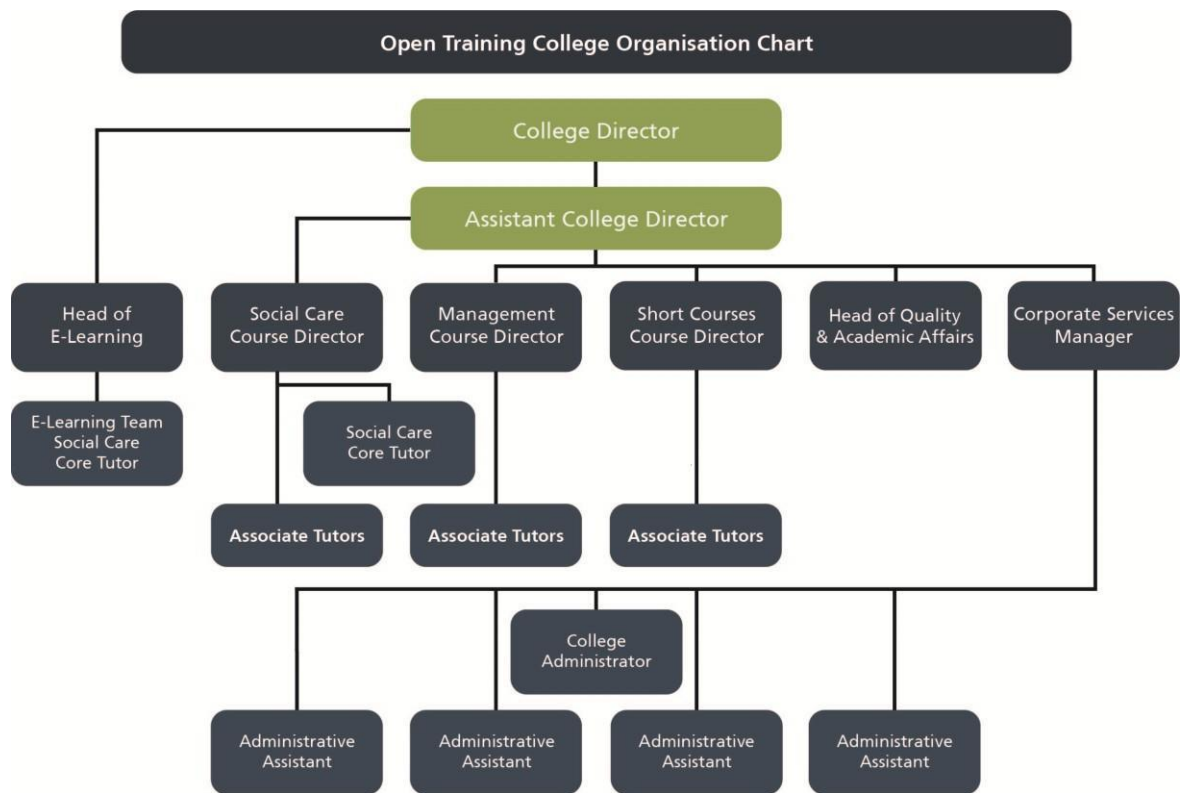 Open Training College Organisation Chart
College Director
Assistant College Director
Head of
E-Learning
Social Care
Course Director
Management
Course Director
Short Courses
Course Director
Head of Quality
& Academic Affairs
Corporate Services
Manager
E-Learning Team
Social Care
Core Tutor
Social Care
Core Tutor
Associate Tutors
Associate Tutors
Associate Tutors
College
Administrator
Administrative
Assistant
Administrative
Assistant
Administrative
Assistant
Administrative
Assistant